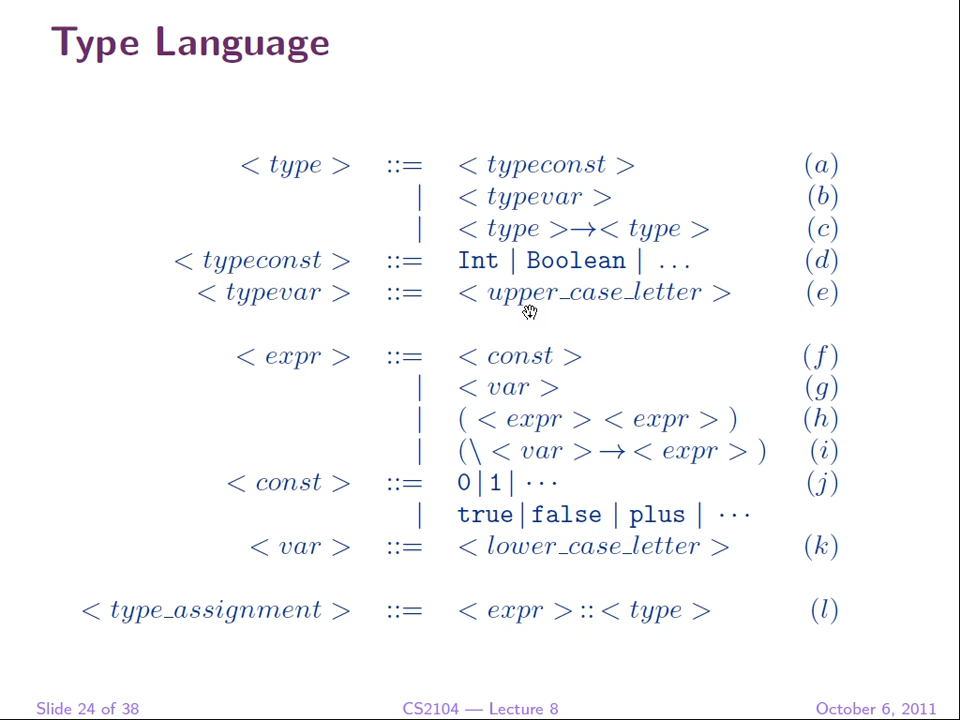 Type Language
< type > ::= < typeconst > (a)
| < typevar > (b)
| < type >→< type > (c)
< typeconst > ::= Int | Boolean | ... (d)
< typevar > ::= < upper_case_letter > (e)
< expr > ::= < const > (f)
| < var > (g)
| ( < expr > < expr > ) (h)
| (\ < var > → < expr > ) (i)
< const > ::= 0 | 1 | ··· (j)
| true | false | plus | ···
< var > ::= < lower_case_letter > (k)
< type_assignment > ::= < expr > :: < type > (l)
Slide 24 of 38 CS2104 — Lecture 8 October 6, 2011